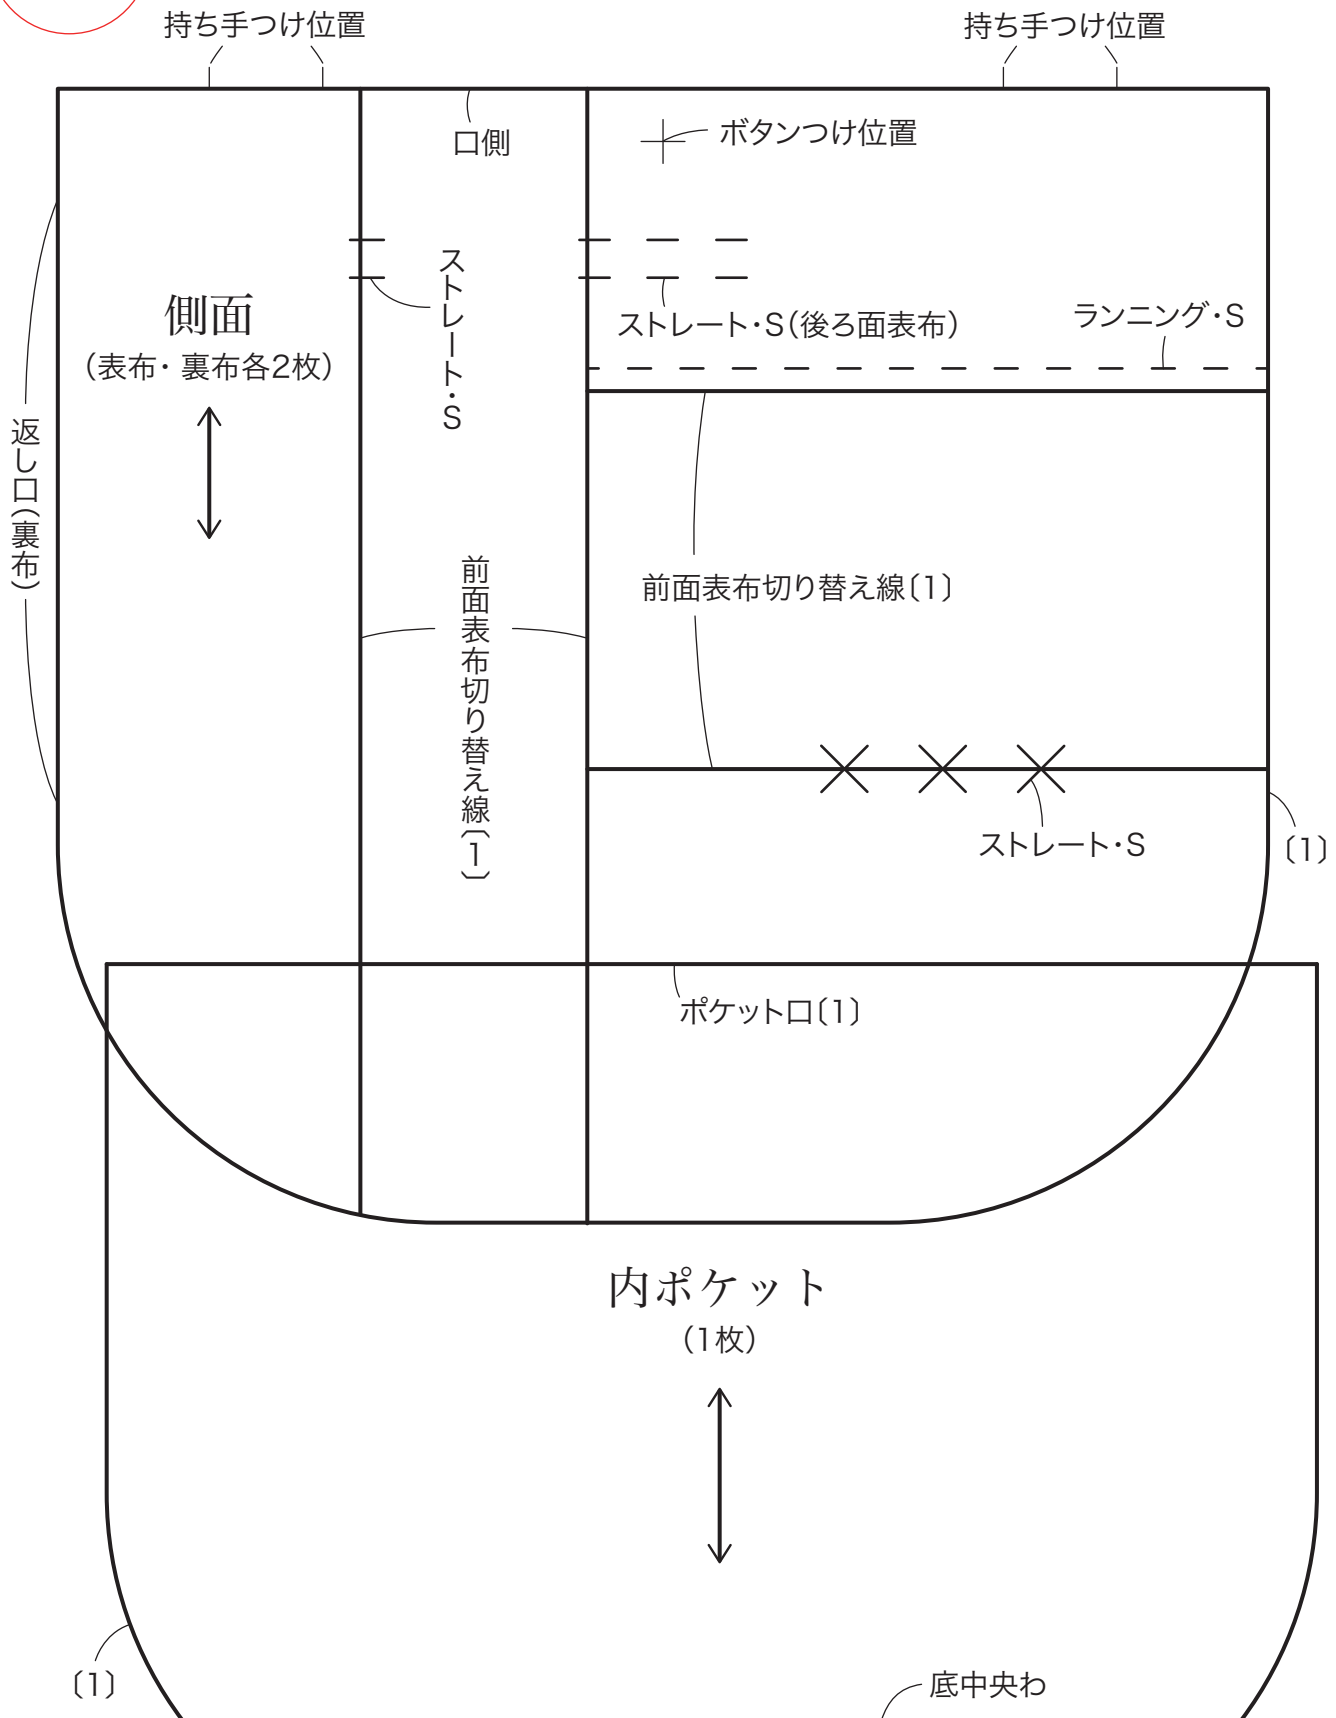 持ち手つけ位置
持ち手つけ位置
口側
ボタンつけ位置
ストレート・S
側面
(表布・裏布各2枚)
ストレート・S(後ろ面表布)
ランニング・S
返し口(裏布)
前面表布切り替え線〔1〕
前面表布切り替え線〔1〕
ストレート・S
〔1〕
ポケット口〔1〕
内ポケット
(1枚)
〔1〕
底中央わ